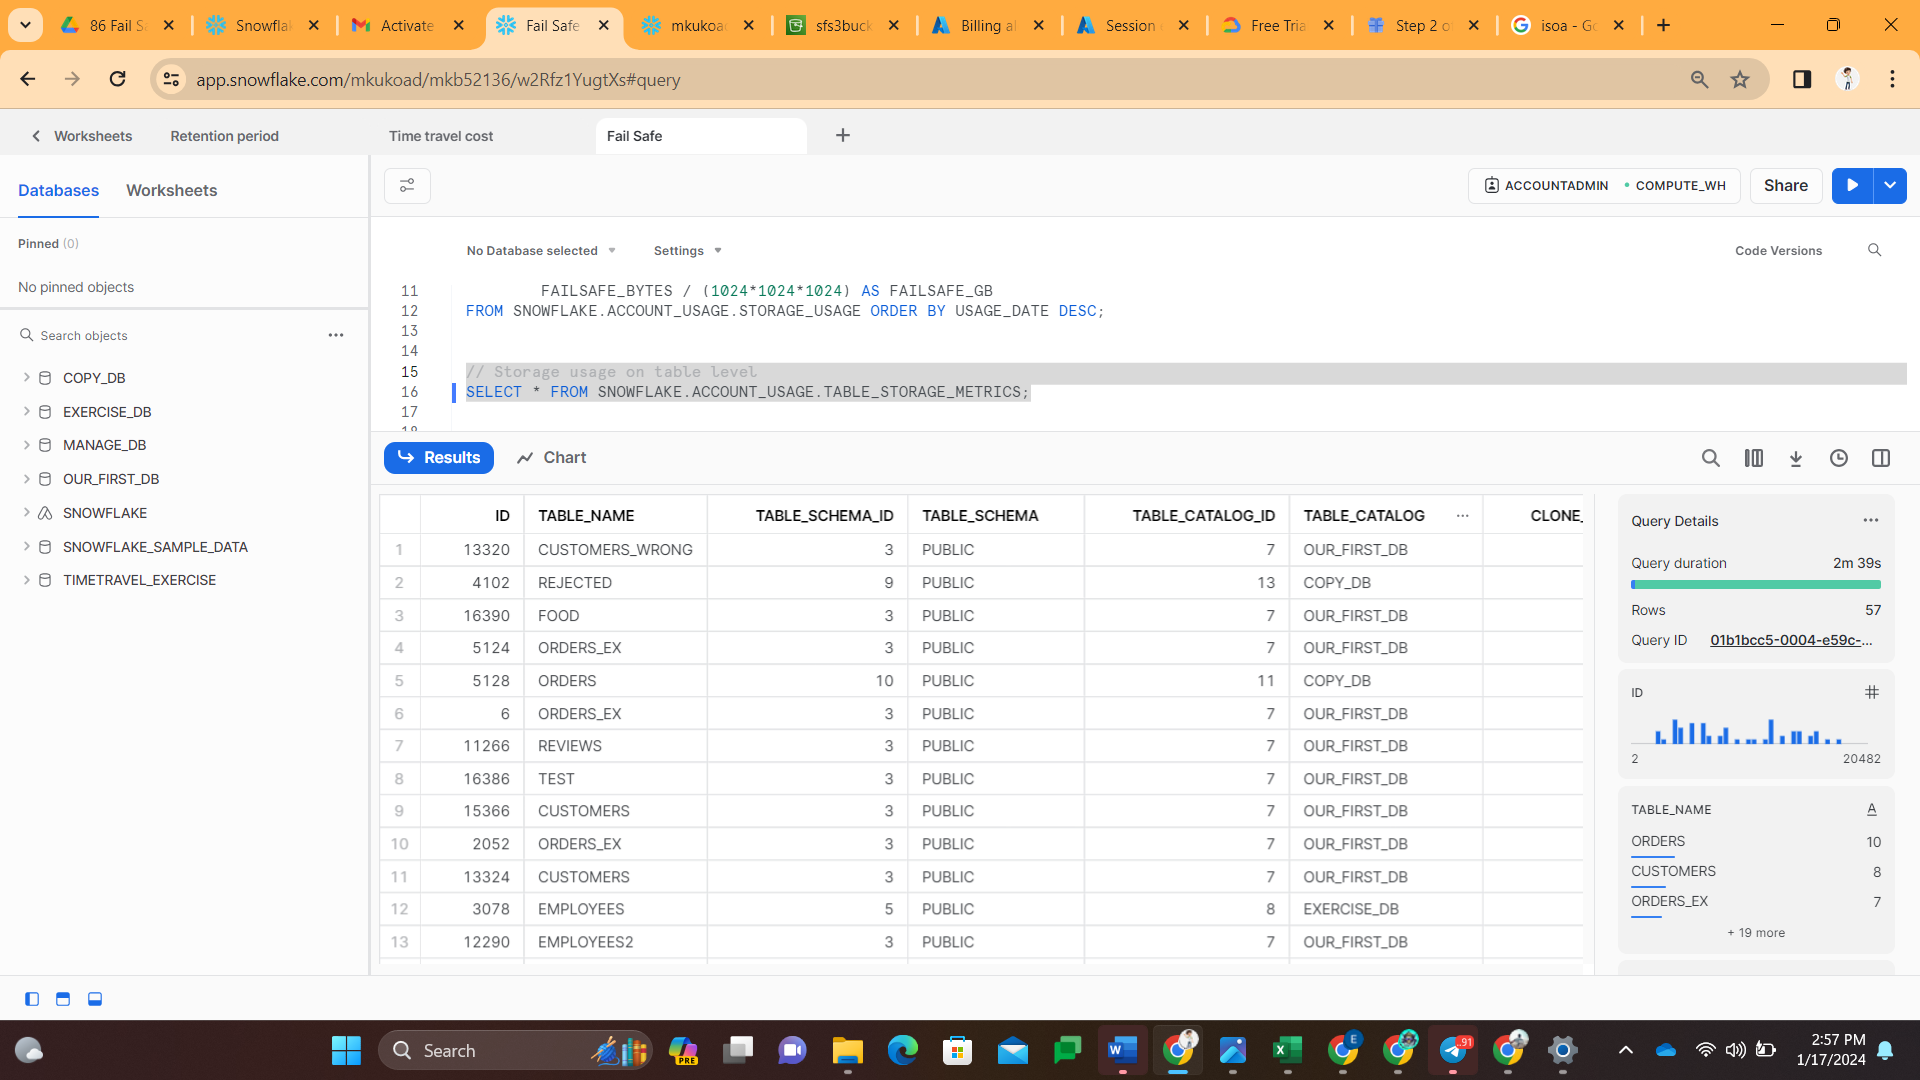 86 Fail S
Snowfla
Activate
Fail Safe
mkukoa
sfs3buck
Billing al
Session
Free Tria
Step 2 o
isoa - Go
app.snowflake.com/mkukoad/mkb52136/w2Rfz1YugtXs#query
Worksheets
Retention period
Time travel cost
Fail Safe
Databases
Worksheets
ACCOUNTADMIN
COMPUTE_WH
Share
Pinned (0)
No pinned objects
Search objects
COPY_DB
EXERCISE_DB
MANAGE_DB
OUR_FIRST_DB
SNOWFLAKE
SNOWFLAKE_SAMPLE_DATA
TIMETRAVEL_EXERCISE
No Database selected
Settings
Code Versions
11 FAILSAFE_BYTES / (1024*1024*1024) AS FAILSAFE_GB
12 FROM SNOWFLAKE.ACCOUNT_USAGE.STORAGE_USAGE ORDER BY USAGE_DATE DESC;
13
14
15 // Storage usage on table level
16 SELECT * FROM SNOWFLAKE.ACCOUNT_USAGE.TABLE_STORAGE_METRICS;
17
Results
Chart
ID TABLE_NAME TABLE_SCHEMA_ID TABLE_SCHEMA TABLE_CATALOG_ID TABLE_CATALOG ... CLONE_
1 13320 CUSTOMERS_WRONG 3 PUBLIC 7 OUR_FIRST_DB
2 4102 REJECTED 9 PUBLIC 13 COPY_DB
3 16390 FOOD 3 PUBLIC 7 OUR_FIRST_DB
4 5124 ORDERS_EX 3 PUBLIC 7 OUR_FIRST_DB
5 5128 ORDERS 10 PUBLIC 11 COPY_DB
6 6 ORDERS_EX 3 PUBLIC 7 OUR_FIRST_DB
7 11266 REVIEWS 3 PUBLIC 7 OUR_FIRST_DB
8 16386 TEST 3 PUBLIC 7 OUR_FIRST_DB
9 15366 CUSTOMERS 3 PUBLIC 7 OUR_FIRST_DB
10 2052 ORDERS_EX 3 PUBLIC 7 OUR_FIRST_DB
11 13324 CUSTOMERS 3 PUBLIC 7 OUR_FIRST_DB
12 3078 EMPLOYEES 5 PUBLIC 8 EXERCISE_DB
13 12290 EMPLOYEES2 3 PUBLIC 7 OUR_FIRST_DB
Query Details
Query duration 2m 39s
Rows 57
Query ID 01b1bcc5-0004-e59c-...
ID #
2 20482
TABLE_NAME A
ORDERS 10
CUSTOMERS 8
ORDERS_EX 7
+ 19 more
Search
PRE
E
91
2:57 PM
1/17/2024